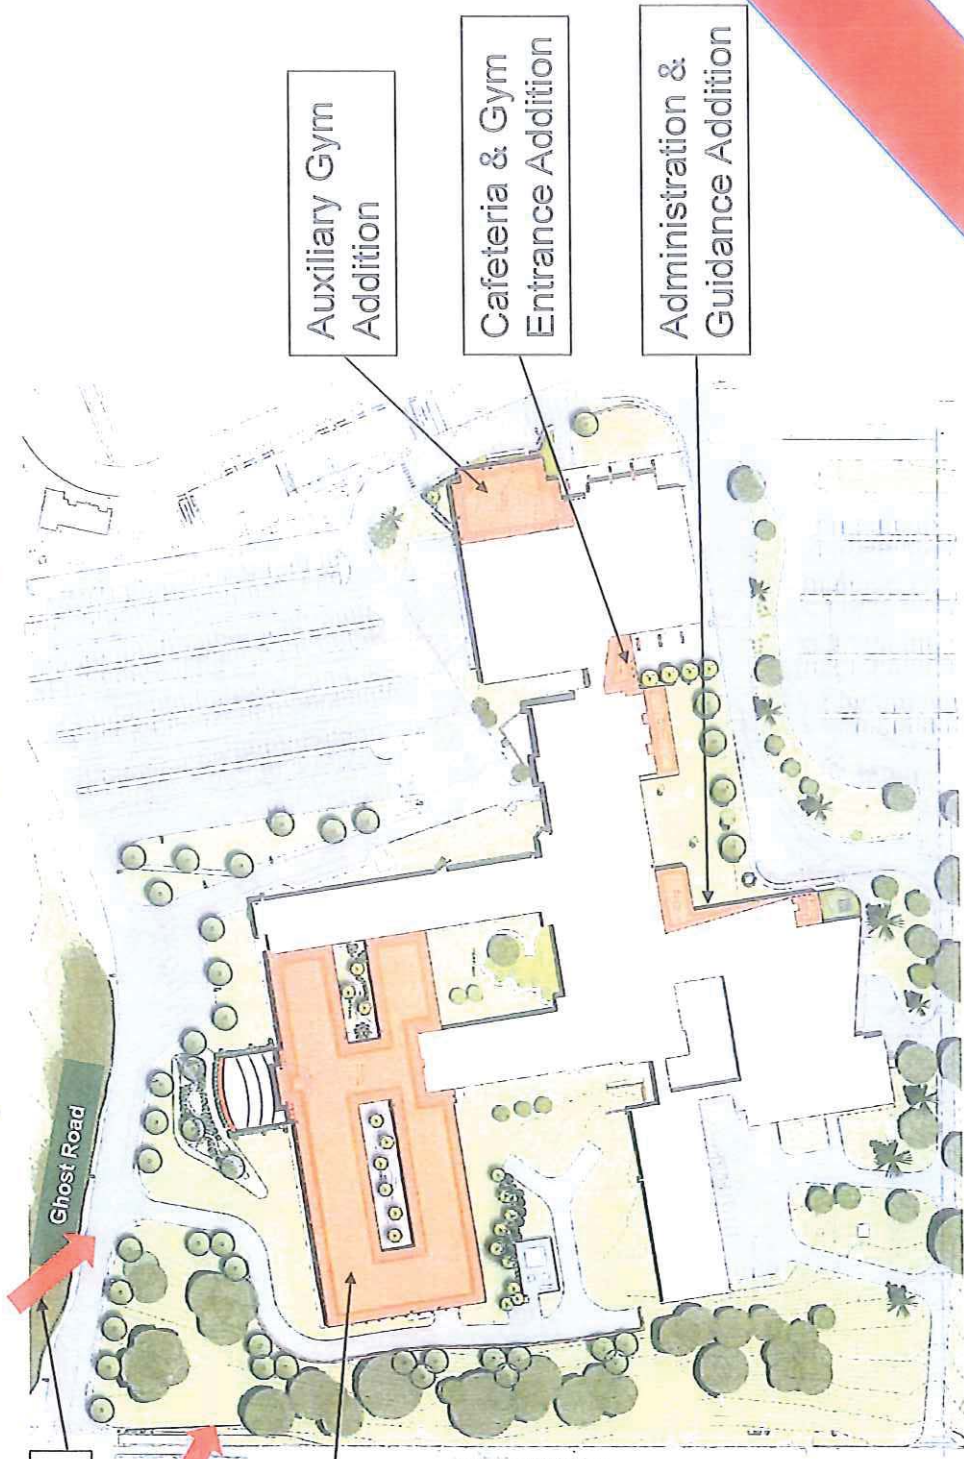 Auxiliary Gym
Addition
Cafeteria & Gym
Entrance Addition
Administration &
Guidance Addition
Ghost Road